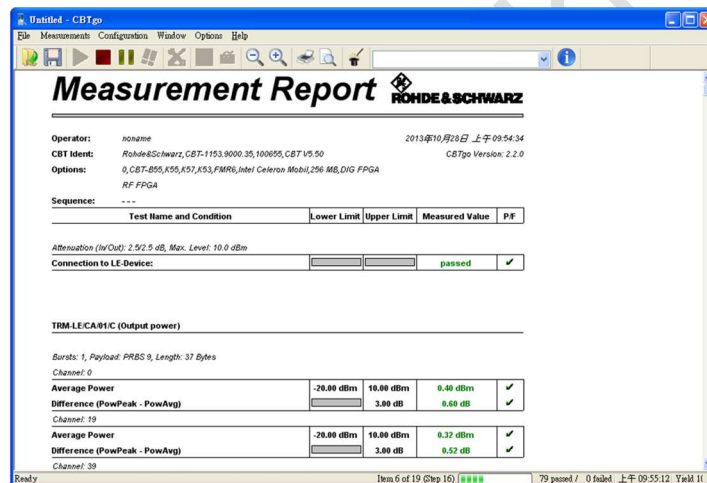 Untitled - CBTgo
File Measurements Configuration Window Options Help
Measurement Report ROHDE&SCHWARZ
Operator: noname 2013年10月28日 上午 09:54:34
CBT Ident: Rohde&Schwarz,CBT-1153.9000.35,100655,CBT V5.50 CBTgo Version: 2.2.0
Options: 0,CBT-B55,K55,K57,K53,FMR6,Intel Celeron Mobil,256 MB,DIG FPGA
RF FPGA
Sequence: ---
Test Name and Condition Lower Limit Upper Limit Measured Value P/F
Attenuation (In/Out): 2.5/2.5 dB, Max. Level: 10.0 dBm
Connection to LE-Device: passed ✔
TRM-LE/CA/01/C (Output power)
Bursts: 1, Payload: PRBS 9, Length: 37 Bytes
Channel: 0
Average Power -20.00 dBm 10.00 dBm 0.40 dBm ✔
Difference (PowPeak - PowAvg) 3.00 dB 0.60 dB ✔
Channel: 19
Average Power -20.00 dBm 10.00 dBm 0.32 dBm ✔
Difference (PowPeak - PowAvg) 3.00 dB 0.52 dB ✔
Channel: 39
Ready Item 6 of 19 (Step 16) 79 passed / 0 failed 上午 09:55:12 Yield